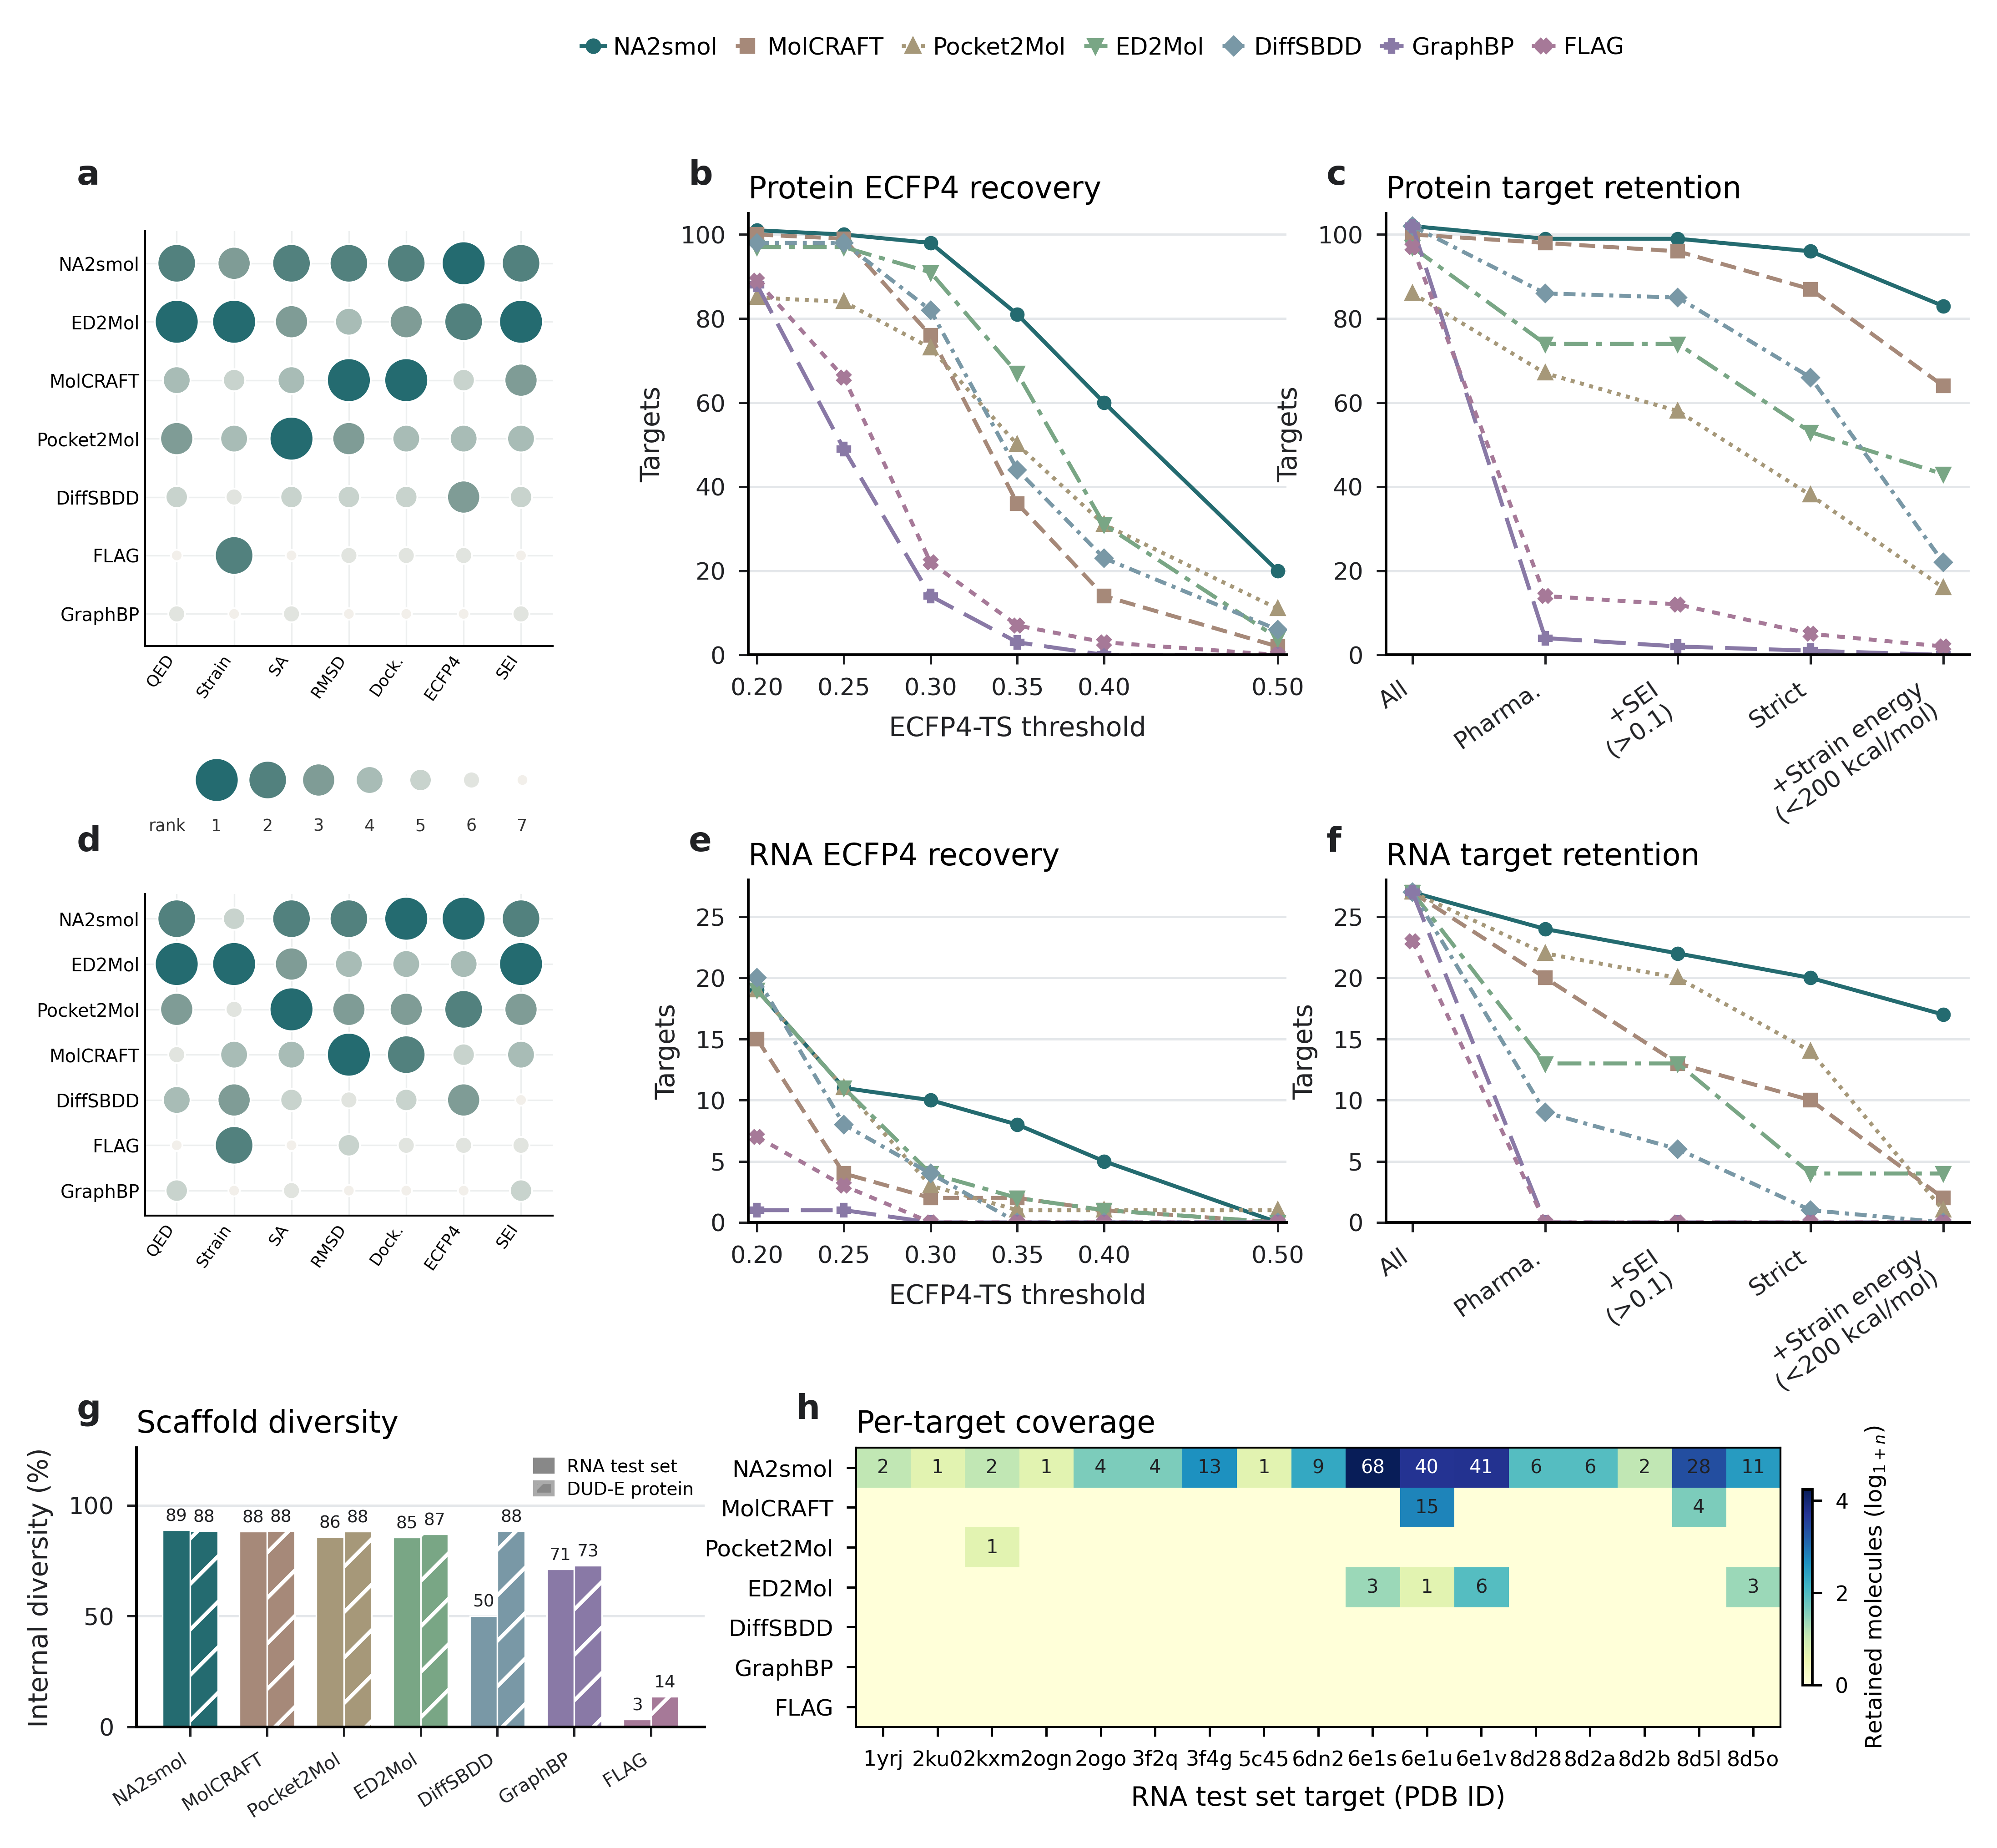 NA2smol MolCRAFT Pocket2Mol ED2Mol DiffSBDD GraphBP FLAG
a
NA2smol
ED2Mol
MolCRAFT
Pocket2Mol
DiffSBDD
FLAG
GraphBP
QED Strain SA RMSD Dock. ECFP4 SEI
rank 1 2 3 4 5 6 7
b Protein ECFP4 recovery
Targets
100
80
60
40
20
0
0.20 0.25 0.30 0.35 0.40 0.50
ECFP4-TS threshold
c Protein target retention
Targets
100
80
60
40
20
0
All
Pharma.
+SEI
(>0.1)
Strict
+Strain energy
(<200 kcal/mol)
d
NA2smol
ED2Mol
Pocket2Mol
MolCRAFT
DiffSBDD
FLAG
GraphBP
QED Strain SA RMSD Dock. ECFP4 SEI
e RNA ECFP4 recovery
Targets
25
20
15
10
5
0
0.20 0.25 0.30 0.35 0.40 0.50
ECFP4-TS threshold
f RNA target retention
Targets
25
20
15
10
5
0
All
Pharma.
+SEI
(>0.1)
Strict
+Strain energy
(<200 kcal/mol)
g Scaffold diversity
RNA test set
DUD-E protein
Internal diversity (%)
100
50
0
89 88 88 88 86 88 85 87 50 88 71 73 3 14
NA2smol MolCRAFT Pocket2Mol ED2Mol DiffSBDD GraphBP FLAG
h Per-target coverage
NA2smol 2 1 2 1 4 4 13 1 9 68 40 41 6 6 2 28 11
MolCRAFT 15 4
Pocket2Mol 1
ED2Mol 3 1 6 3
DiffSBDD
GraphBP
FLAG
1yrj 2ku0 2kxm 2ogn 2ogo 3f2q 3f4g 5c45 6dn2 6e1s 6e1u 6e1v 8d28 8d2a 8d2b 8d5l 8d5o
RNA test set target (PDB ID)
4
2
0
Retained molecules (log1+n)